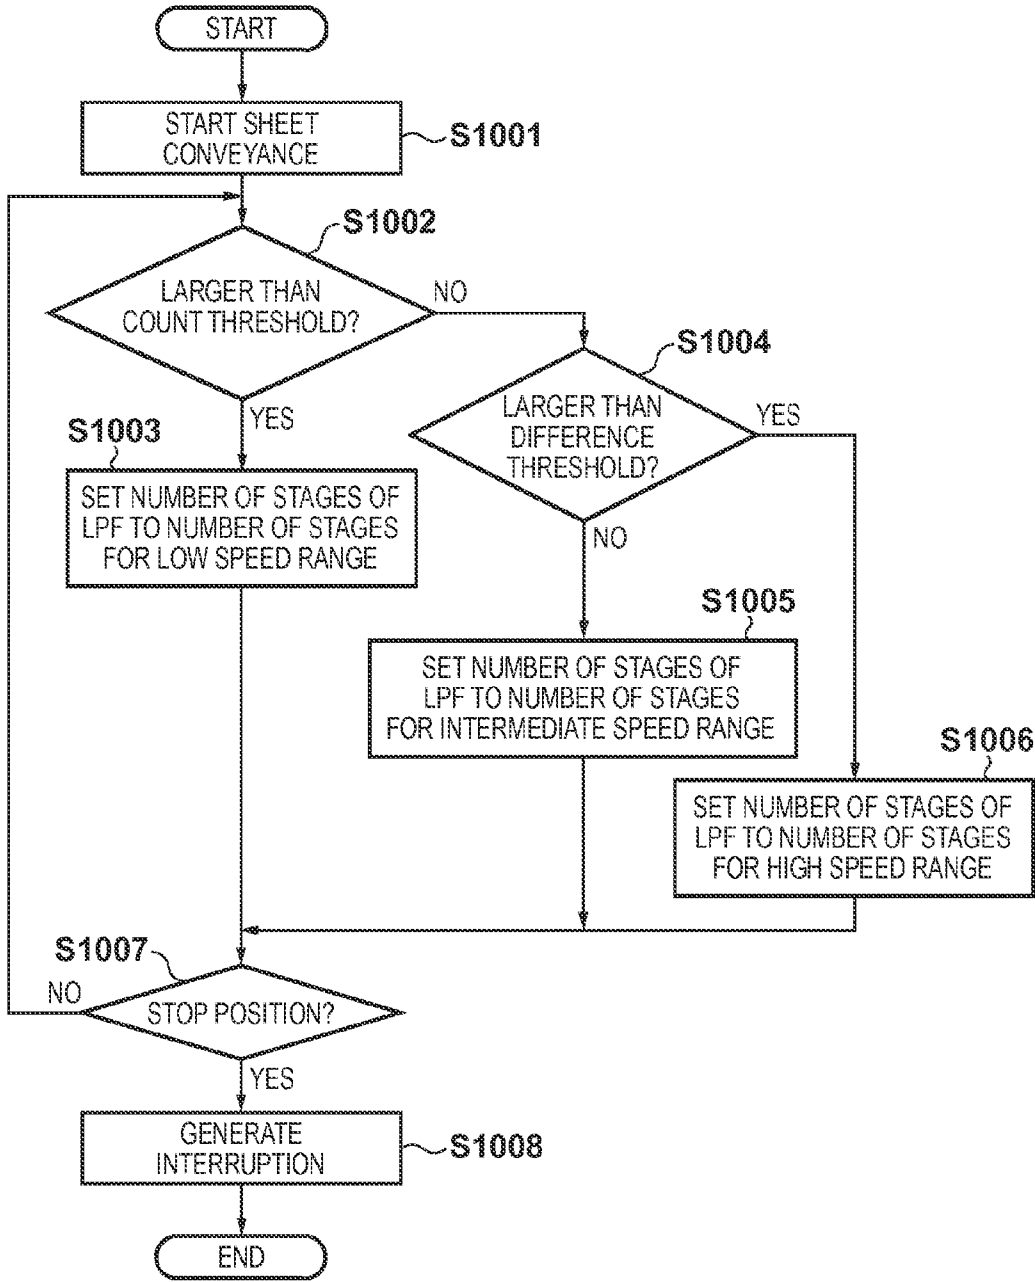 START
START SHEET
CONVEYANCE
S1001
S1002
LARGER THAN
COUNT THRESHOLD?
NO
YES
S1004
LARGER THAN
DIFFERENCE
THRESHOLD?
YES
NO
S1003
SET NUMBER OF STAGES OF
LPF TO NUMBER OF STAGES
FOR LOW SPEED RANGE
S1005
SET NUMBER OF STAGES OF
LPF TO NUMBER OF STAGES
FOR INTERMEDIATE SPEED RANGE
S1006
SET NUMBER OF STAGES OF
LPF TO NUMBER OF STAGES
FOR HIGH SPEED RANGE
S1007
NO
STOP POSITION?
YES
GENERATE
INTERRUPTION
S1008
END